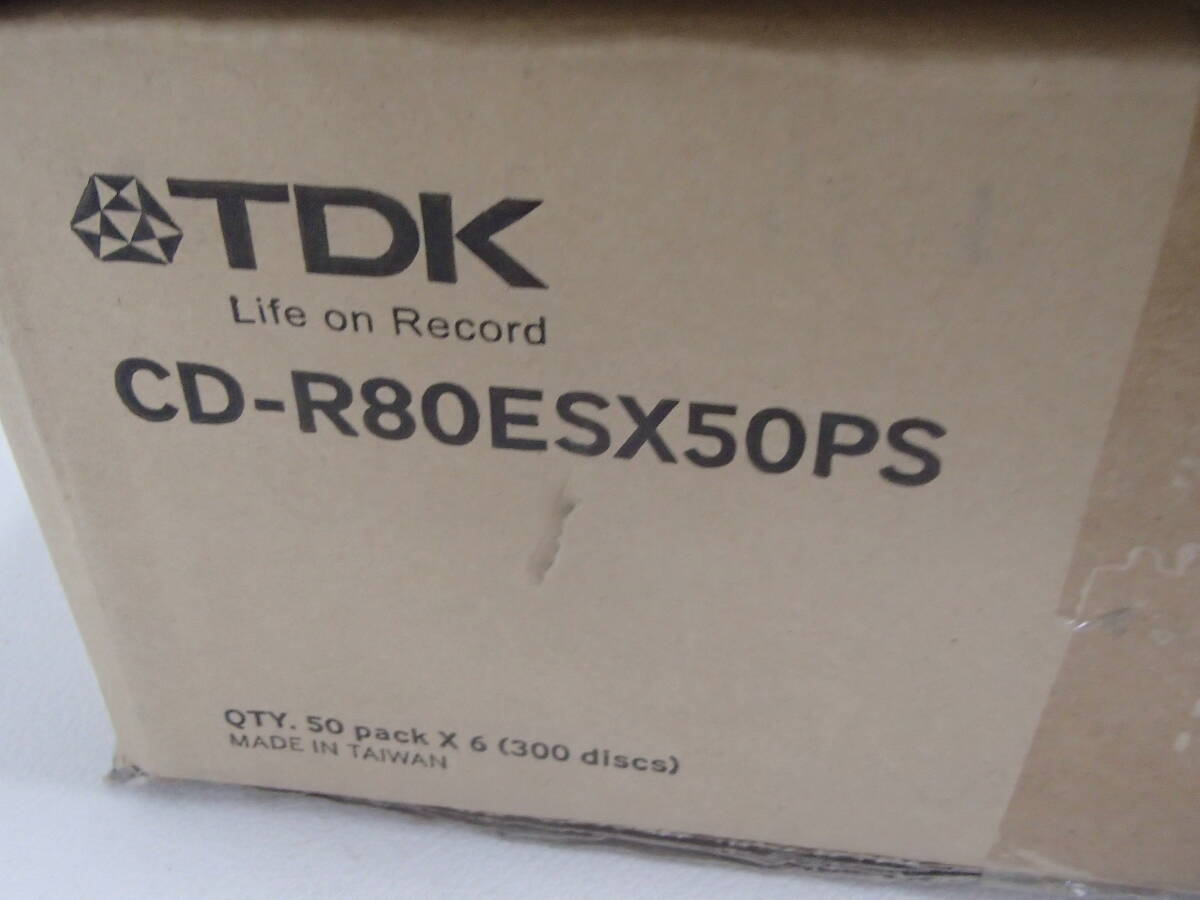 TDK
Life on Record
CD-R80ESX50PS
QTY. 50 pack X 6 (300 discs)
MADE IN TAIWAN